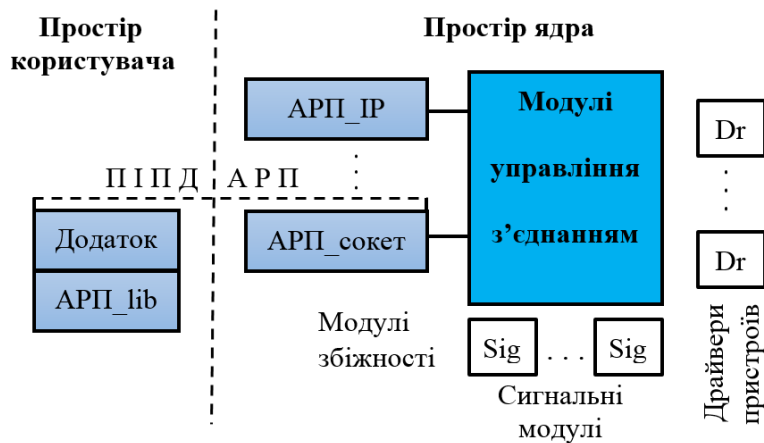 Простір
користувача
Простір ядра
АРП_IP
Модулі
управління
з’єднанням
Dr
П І П Д
А Р П
Додаток
АРП_lib
АРП_сокет
Dr
Модулі
збіжності
Sig
. . .
Sig
Сигнальні
модулі
Драйвери
пристроїв